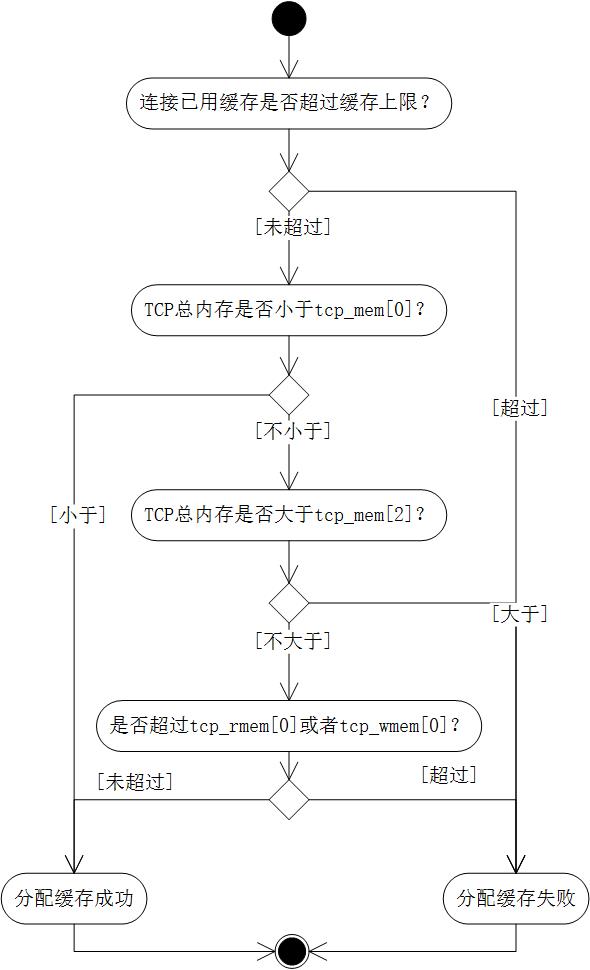 连接已用缓存是否超过缓存上限？
[未超过]
TCP总内存是否小于tcp_mem[0]？
[超过]
[不小于]
[小于]
TCP总内存是否大于tcp_mem[2]？
[大于]
[不大于]
是否超过tcp_rmem[0]或者tcp_wmem[0]？
[未超过]
[超过]
分配缓存成功
分配缓存失败